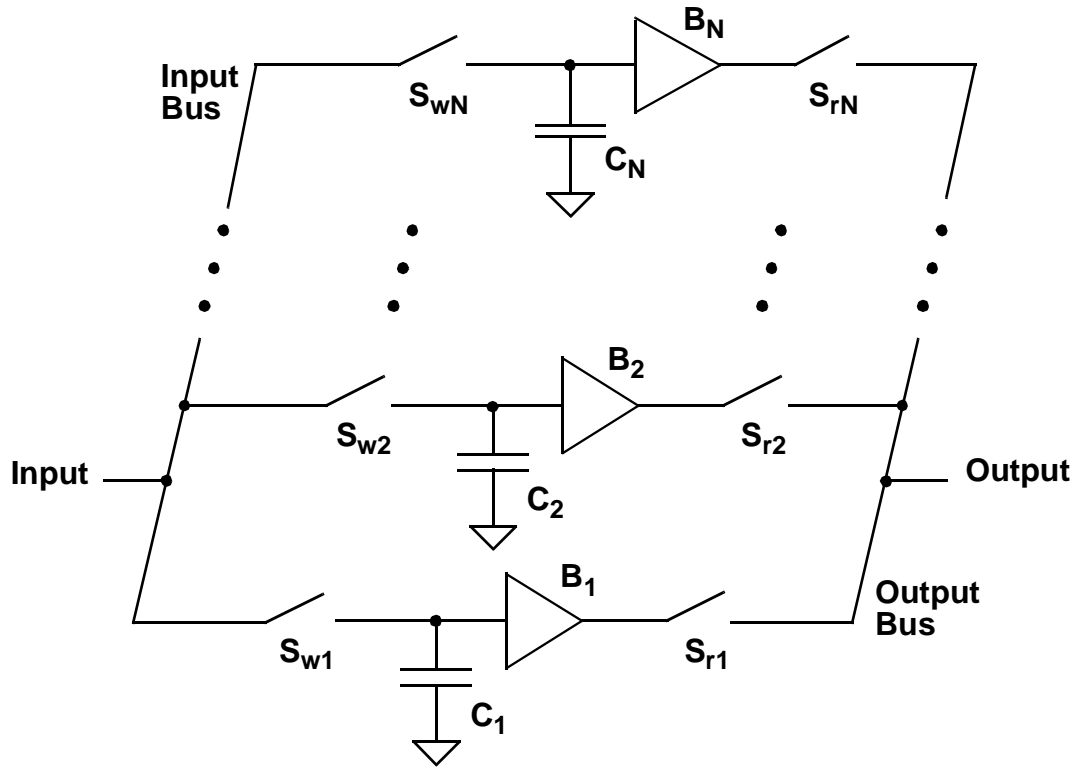 B_N
Input
Bus
S_wN
S_rN
C_N
B_2
S_w2
S_r2
Input
Output
C_2
B_1
Output
Bus
S_w1
S_r1
C_1